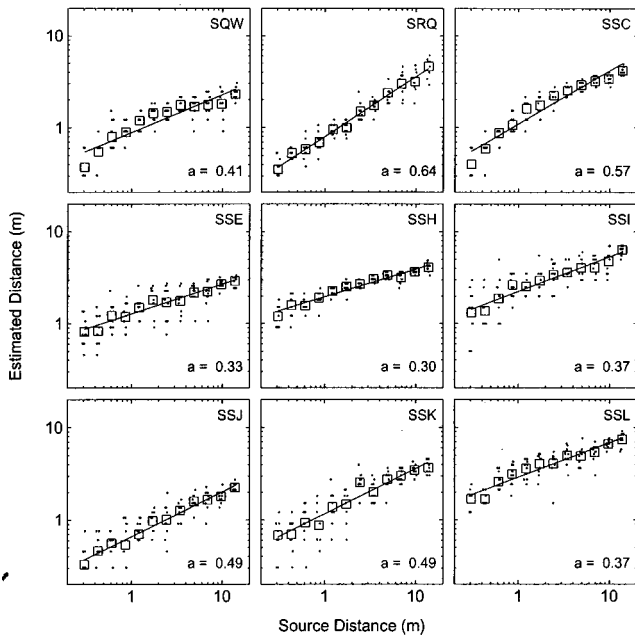 SQW SRQ SSC
10
1
a = 0.41 a = 0.64 a = 0.57
SSE SSH SSI
10
1
a = 0.33 a = 0.30 a = 0.37
SSJ SSK SSL
10
1
a = 0.49 a = 0.49 a = 0.37
1 10 1 10 1 10
Estimated Distance (m)
Source Distance (m)